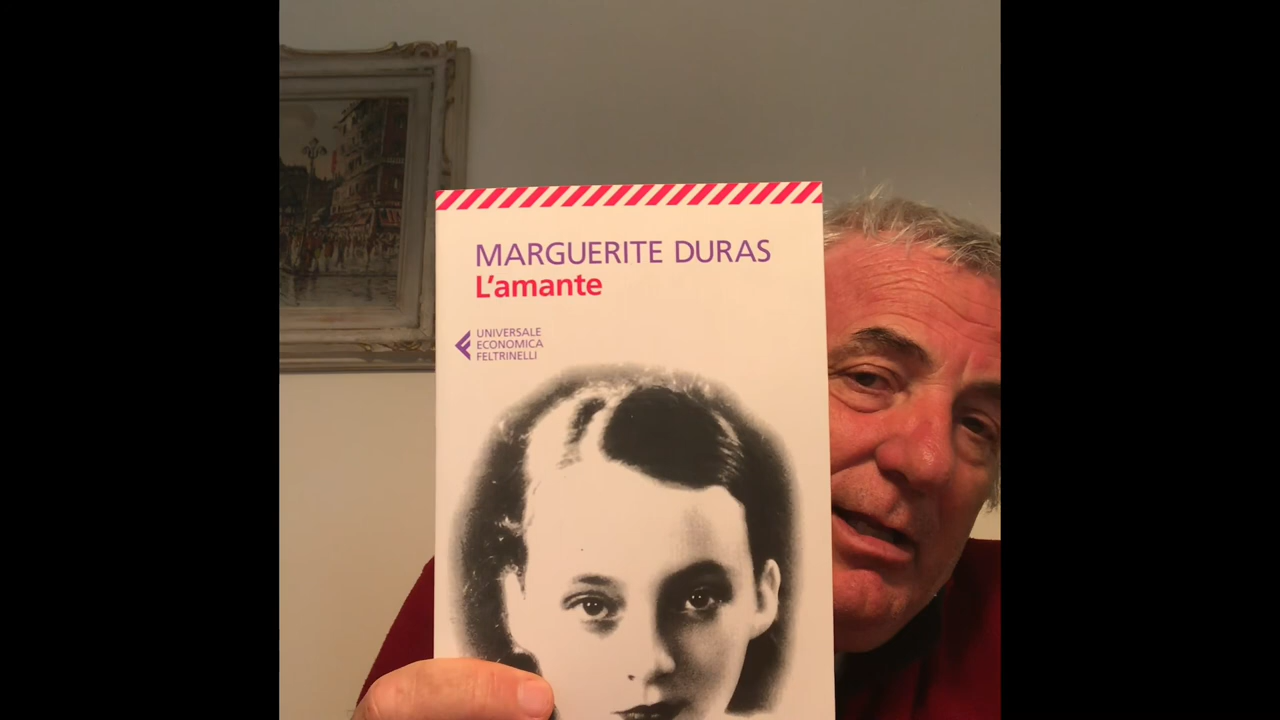 MARGUERITE DURAS
L'amante
UNIVERSALE
ECONOMICA
FELTRINELLI